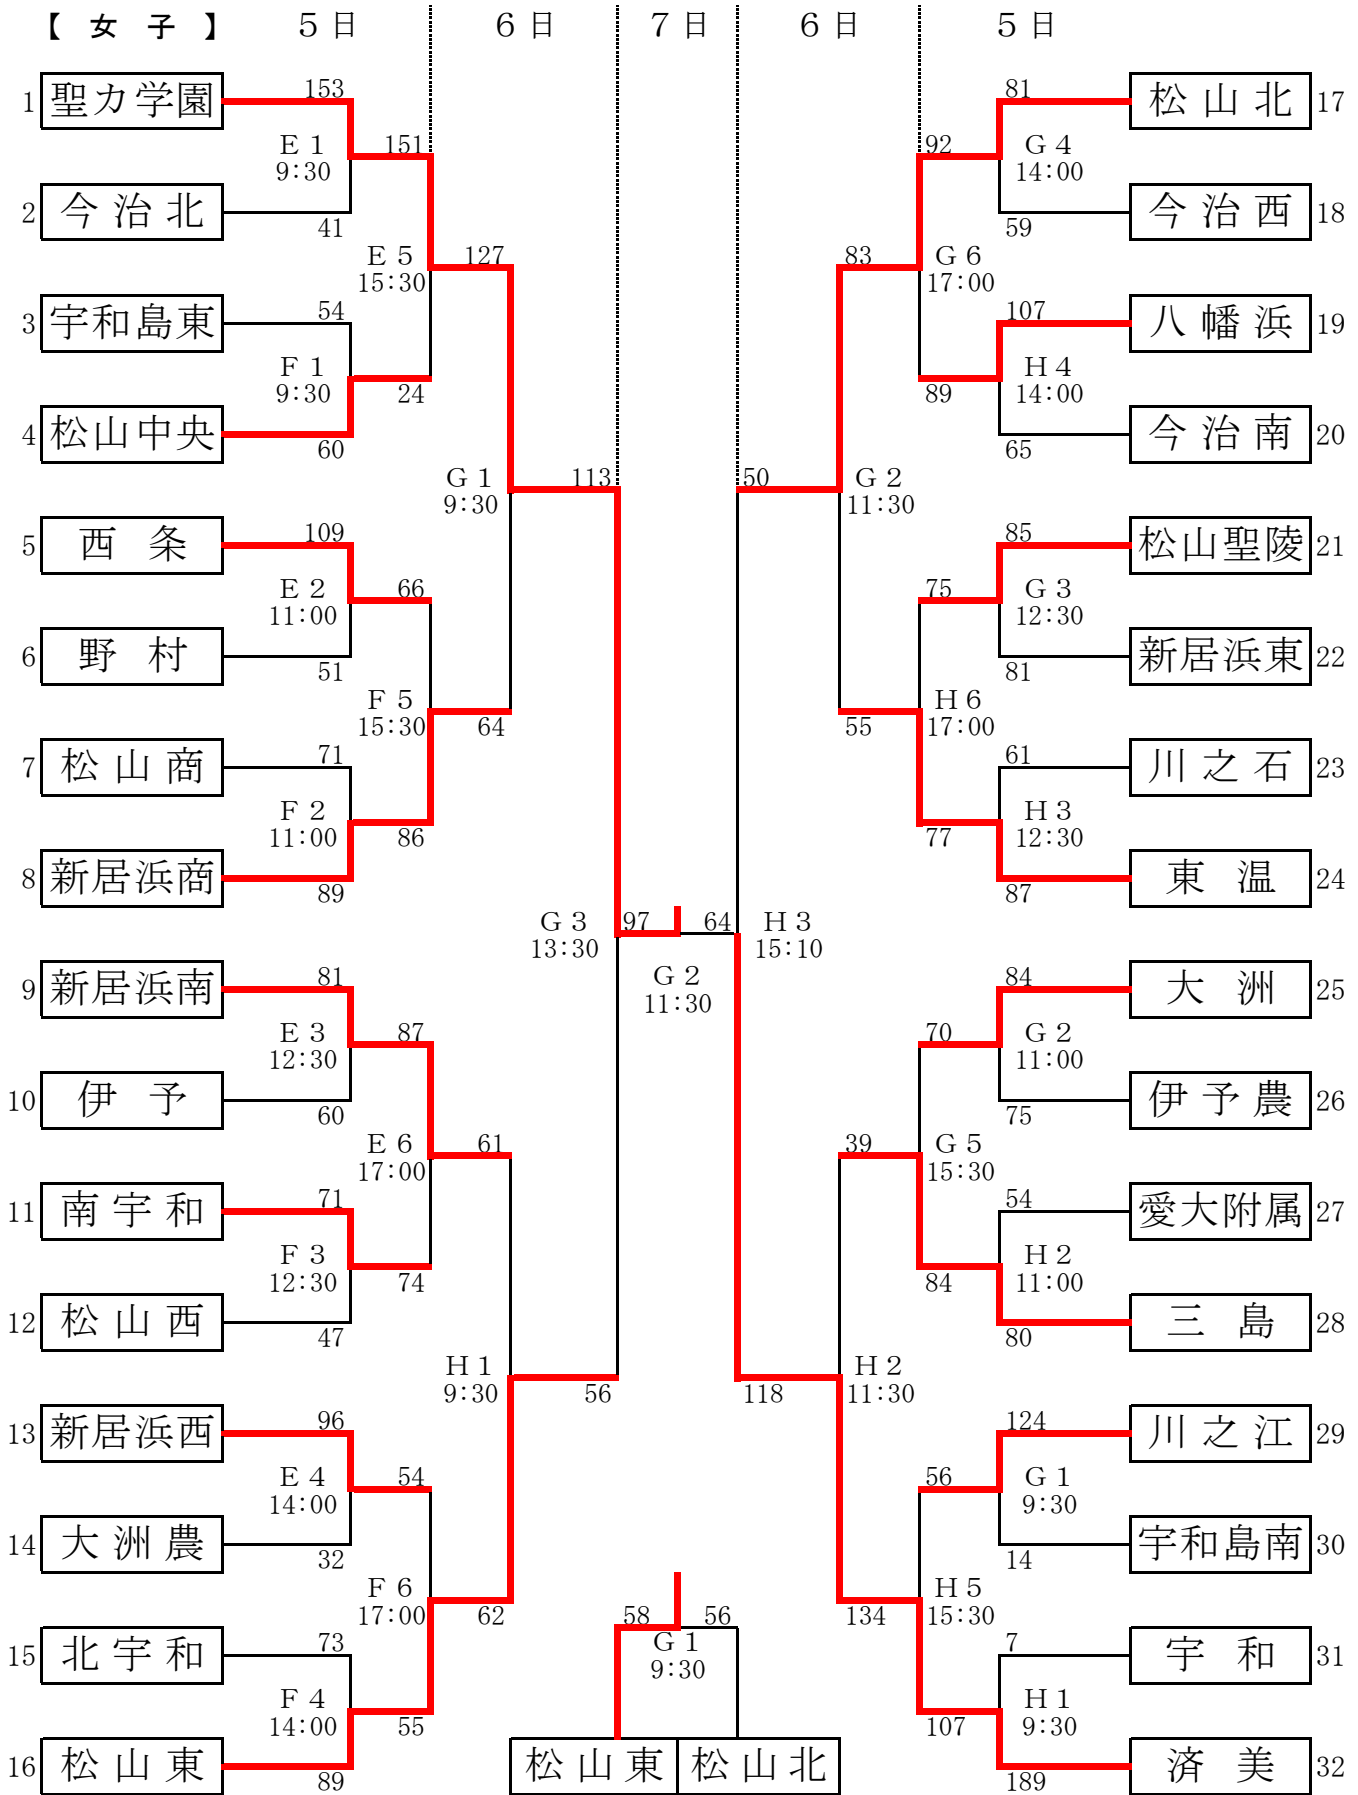 【 女 子 】 ５日 ６日 ７日 ６日 ５日
1 聖カ学園 153 81 松山北 17
E 1 151 92 G 4
9:30 14:00
2 今治北 41 59 今治西 18
E 5 127 83 G 6
15:30 17:00
3 宇和島東 54 107 八幡浜 19
F 1 H 4
9:30 24 89 14:00
4 松山中央 60 65 今治南 20
G 1 113 50 G 2
9:30 11:30
5 西条 109 85 松山聖陵 21
E 2 66 75 G 3
11:00 12:30
6 野村 51 81 新居浜東 22
F 5 H 6
15:30 64 55 17:00
7 松山商 71 61 川之石 23
F 2 H 3
11:00 86 77 12:30
8 新居浜商 89 87 東温 24
G 3 97 64 H 3
13:30 15:10
9 新居浜南 81 G 2 84 大洲 25
11:30
E 3 87 70 G 2
12:30 11:00
10 伊予 60 75 伊予農 26
E 6 61 39 G 5
17:00 15:30
11 南宇和 71 54 愛大附属 27
F 3 H 2
12:30 74 84 11:00
12 松山西 47 80 三島 28
H 1 H 2
9:30 56 118 11:30
13 新居浜西 96 124 川之江 29
E 4 54 56 G 1
14:00 9:30
14 大洲農 32 14 宇和島南 30
F 6 H 5
17:00 62 58 56 134 15:30
15 北宇和 73 G 1 7 宇和 31
9:30
F 4 H 1
14:00 55 107 9:30
16 松山東 89 松山東 松山北 189 済美 32